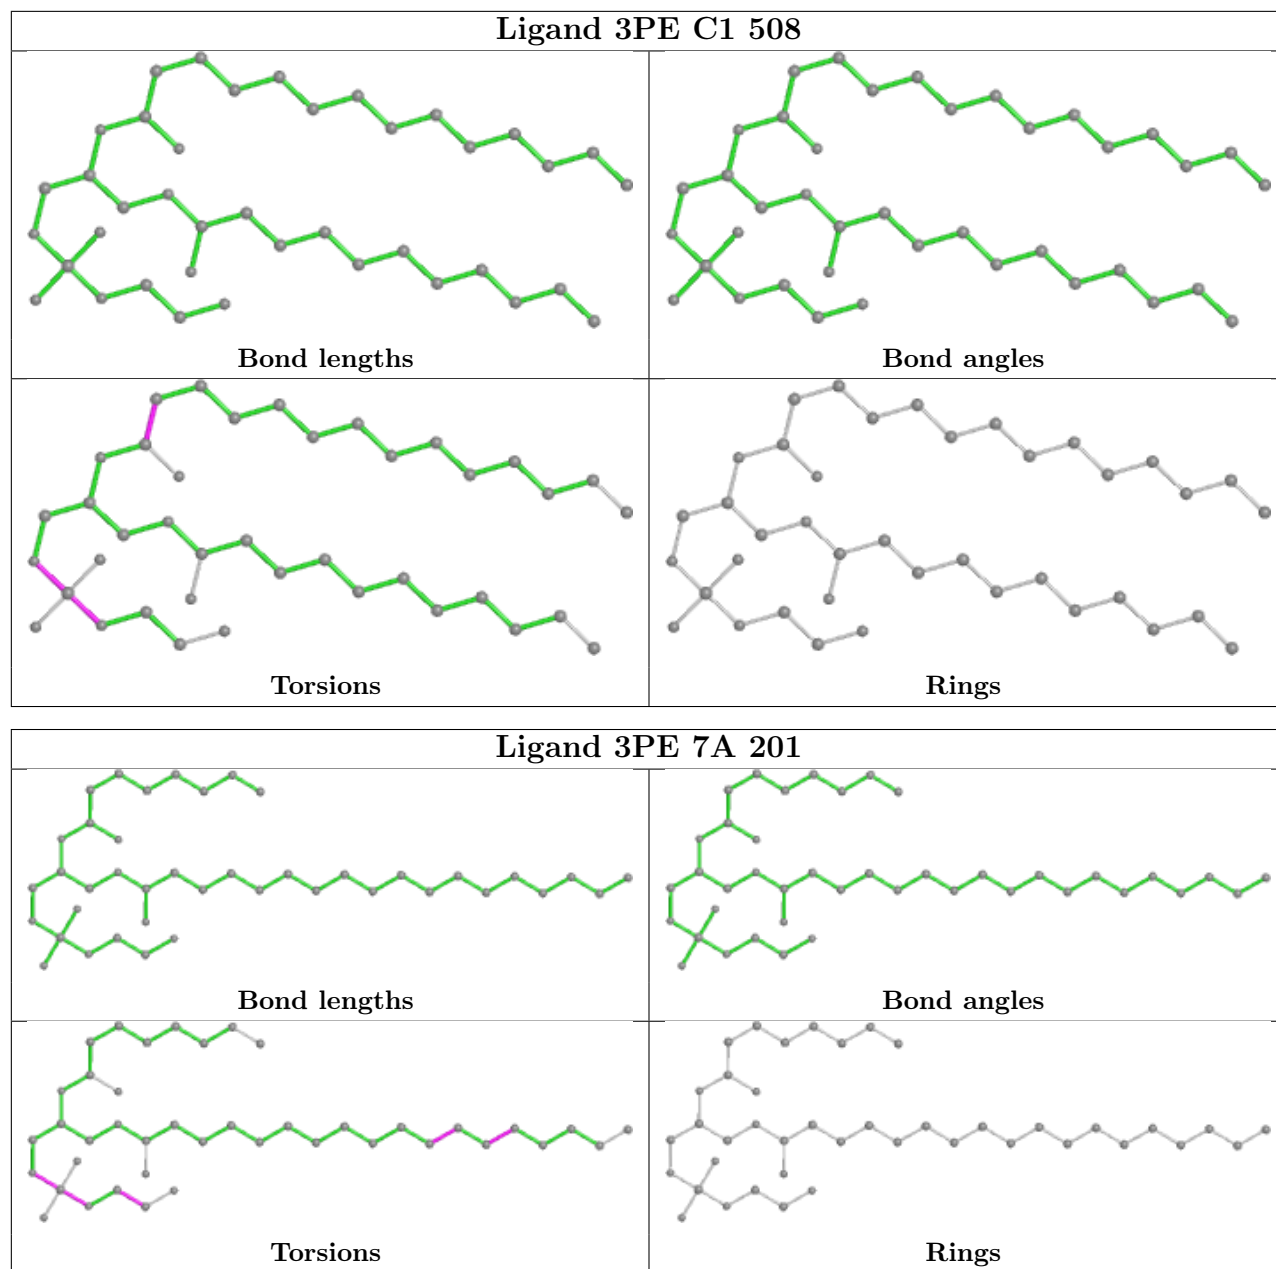 Ligand 3PE C1 508
Bond lengths
Bond angles
Torsions
Rings
Ligand 3PE 7A 201
Bond lengths
Bond angles
Torsions
Rings